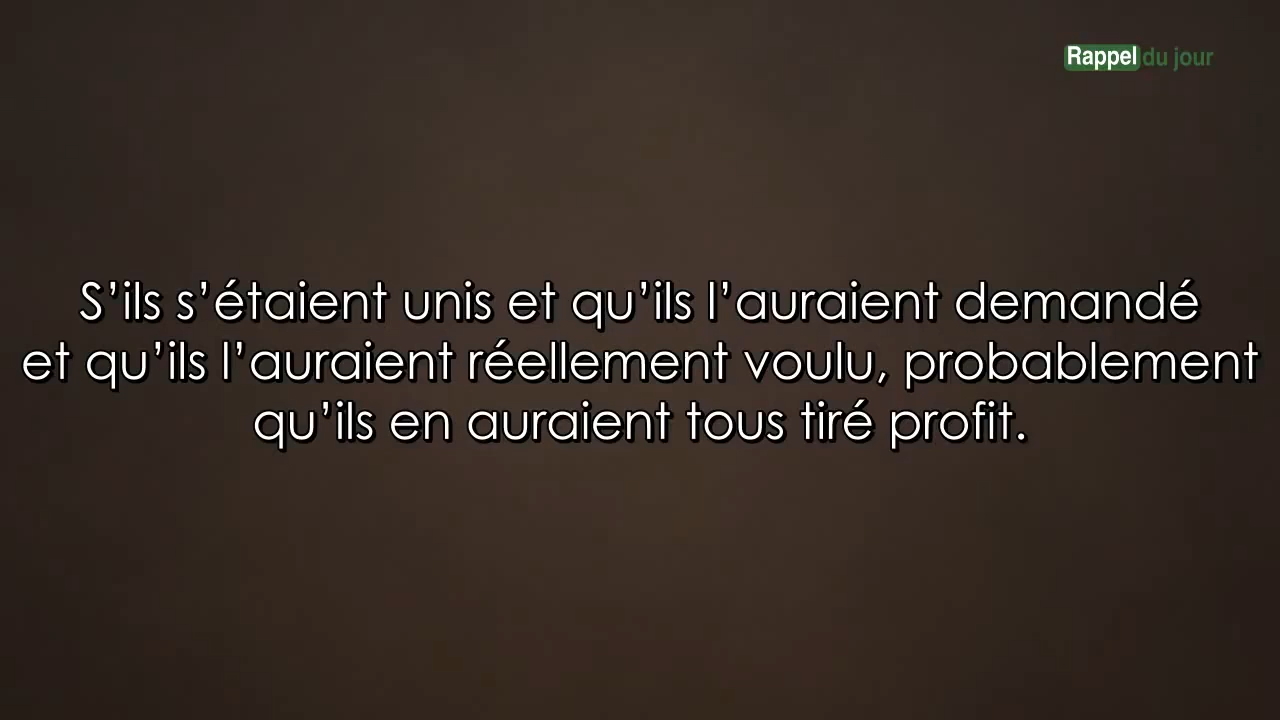 Rappel du jour
S’ils s’étaient unis et qu’ils l’auraient demandé
et qu’ils l’auraient réellement voulu, probablement
qu’ils en auraient tous tiré profit.